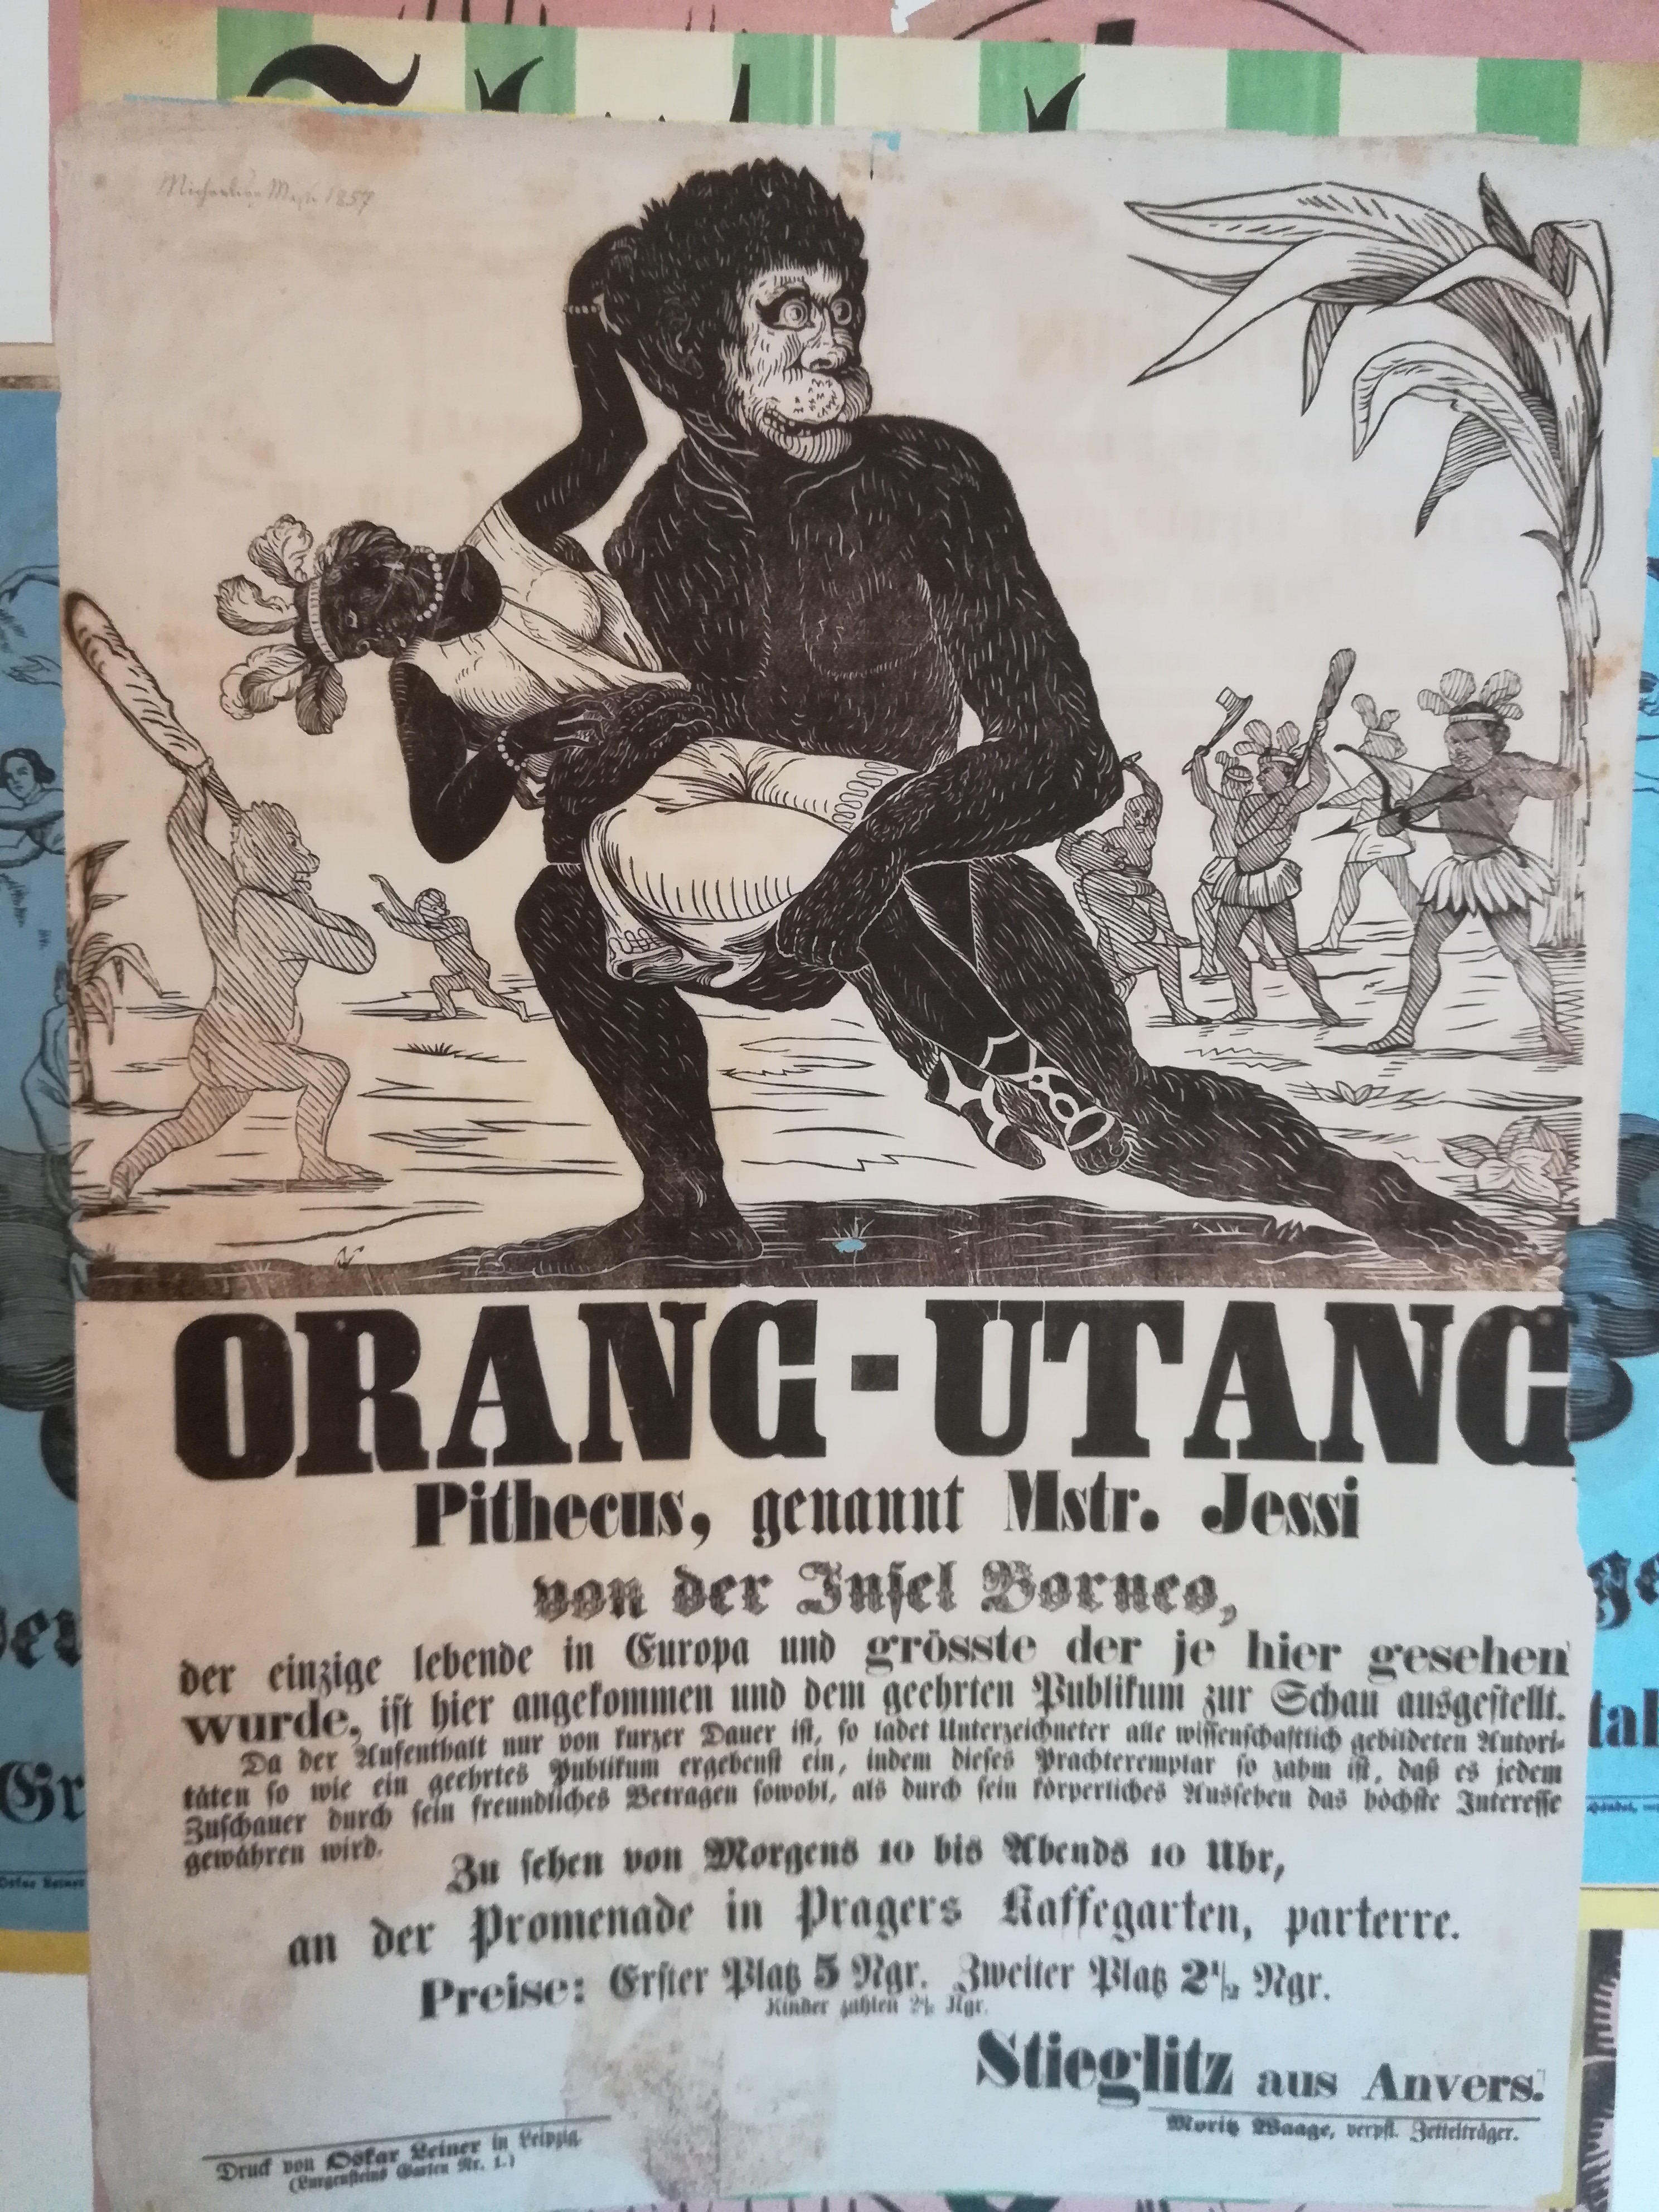 1857
ORANG-UTANG
Pithecus, genannt Mstr. Jessi
von der Insel Borneo,
der einzige lebende in Europa und grösste der je hier gesehen
wurde, ist hier angekommen und dem geehrten Publikum zur Schau ausgestellt.
Da der Aufenthalt nur von kurzer Dauer ist, so ladet Unterzeichneter alle wissenschaftlich gebildeten Autori-
täten so wie ein geehrtes Publikum ergebenst ein, indem dieses Prachtexemplar so zahm ist, daß es jedem
Zuschauer durch sein freundliches Betragen sowohl, als durch sein körperliches Aussehen das höchste Interesse
gewähren wird.
Zu sehen von Morgens 10 bis Abends 10 Uhr,
an der Promenade in Pragers Kaffegarten, parterre.
Preise: Erster Platz 5 Ngr. Zweiter Platz 2½ Ngr.
Kinder zahlen 2½ Ngr.
Stieglitz aus Anvers.
Moritz Waage, verpfl. Zettelträger.
Druck von Oskar Leiner in Leipzig
(Lurgensteins Garten Nr. 1.)